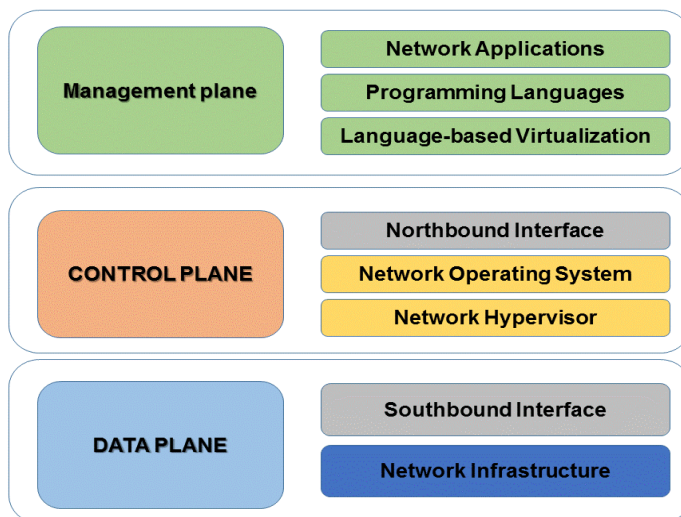 Management plane
Network Applications
Programming Languages
Language-based Virtualization
CONTROL PLANE
Northbound Interface
Network Operating System
Network Hypervisor
DATA PLANE
Southbound Interface
Network Infrastructure